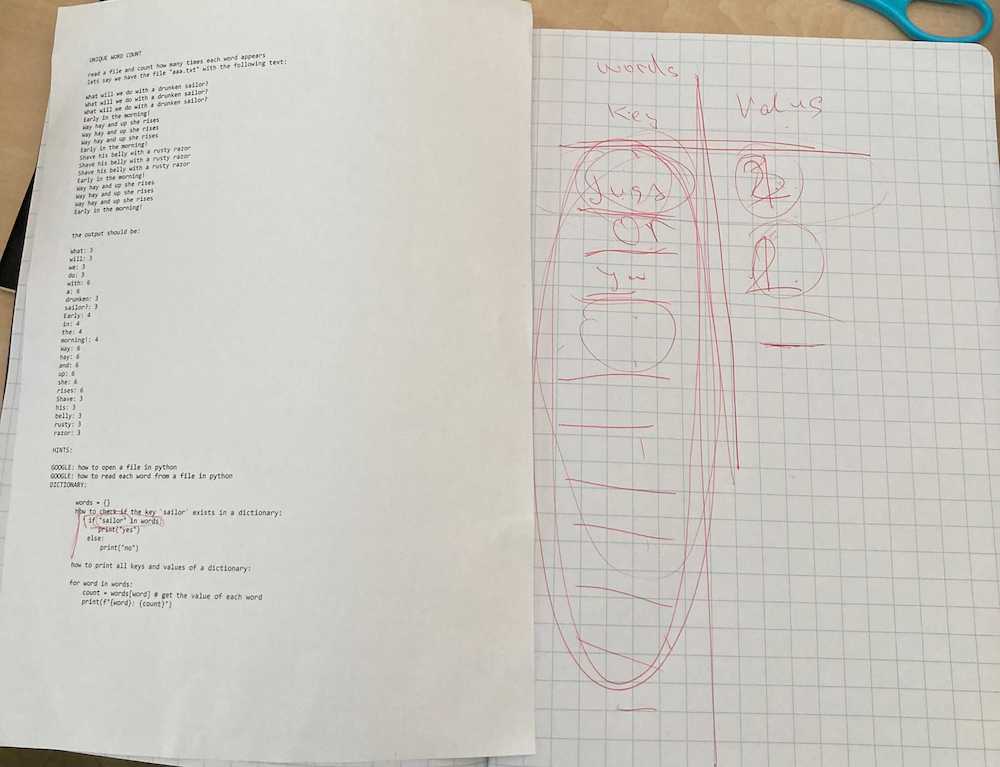 UNIQUE WORD COUNT
read a file and count how many times each word appears
lets say we have the file "aaa.txt" with the following text:
What will we do with a drunken sailor?
What will we do with a drunken sailor?
What will we do with a drunken sailor?
Early in the morning!
Way hay and up she rises
Way hay and up she rises
Way hay and up she rises
Early in the morning!
Shave his belly with a rusty razor
Shave his belly with a rusty razor
Shave his belly with a rusty razor
Early in the morning!
Way hay and up she rises
Way hay and up she rises
Way hay and up she rises
Early in the morning!
the output should be:
What: 3
will: 3
we: 3
do: 3
with: 6
a: 6
drunken: 3
sailor?: 3
Early: 4
in: 4
the: 4
morning!: 4
Way: 6
hay: 6
and: 6
up: 6
she: 6
rises: 6
Shave: 3
his: 3
belly: 3
rusty: 3
razor: 3
HINTS:
GOOGLE: how to open a file in python
GOOGLE: how to read each word from a file in python
DICTIONARY:
words = {}
how to check if the key `sailor` exists in a dictionary:
if "sailor" in words:
print("yes")
else:
print("no")
how to print all keys and values of a dictionary:
for word in words:
count = words[word] # get the value of each word
print(f"{word}: {count}")
words
Key
Value
or